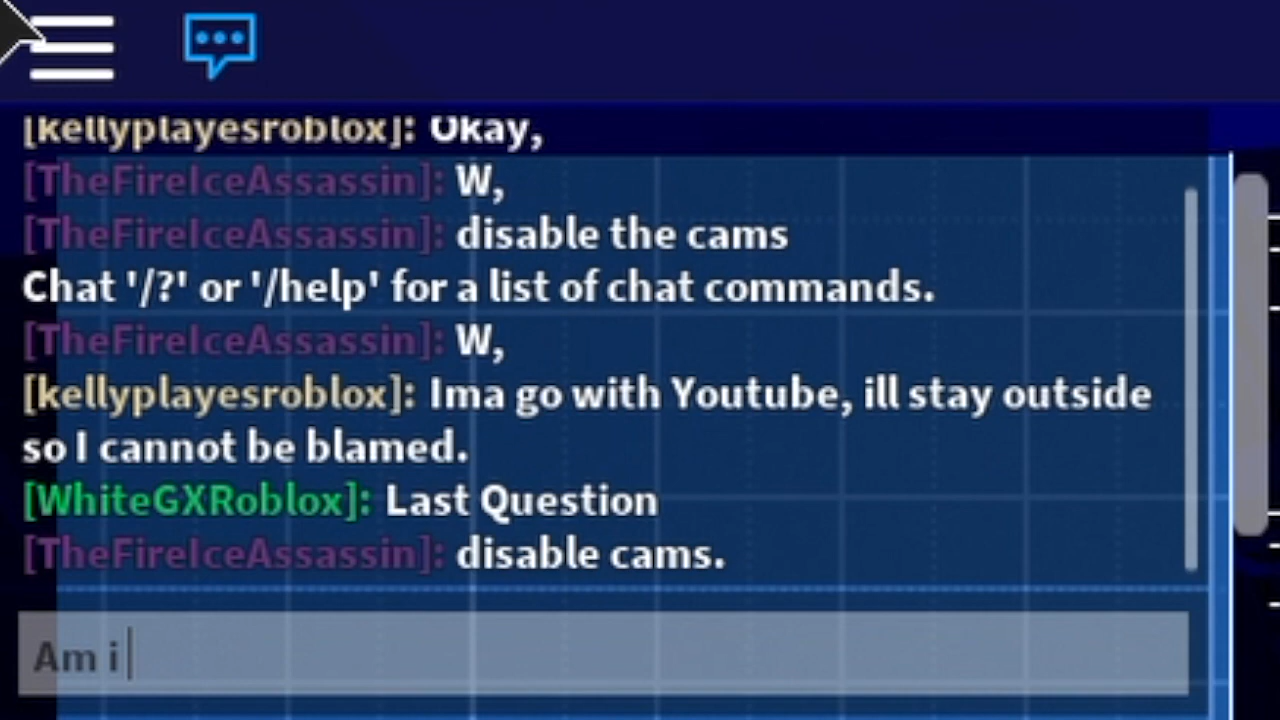 [kellyplayesroblox]: Okay,
[TheFireIceAssassin]: W,
[TheFireIceAssassin]: disable the cams
Chat '/?' or '/help' for a list of chat commands.
[TheFireIceAssassin]: W,
[kellyplayesroblox]: Ima go with Youtube, ill stay outside
so I cannot be blamed.
[WhiteGXRoblox]: Last Question
[TheFireIceAssassin]: disable cams.
Am i